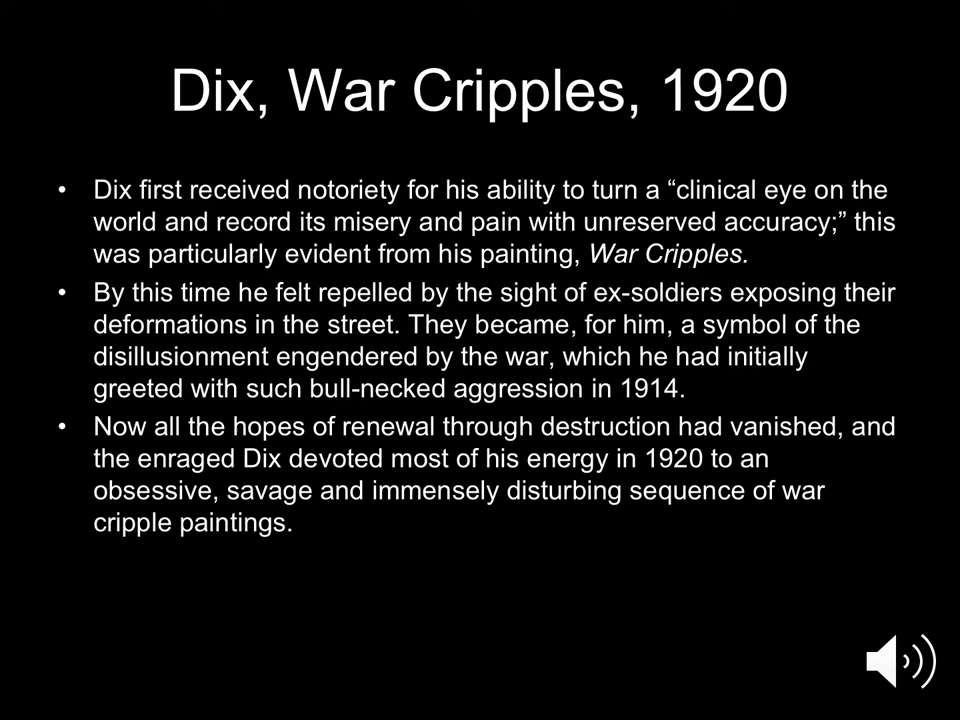 Dix, War Cripples, 1920
• Dix first received notoriety for his ability to turn a “clinical eye on the
world and record its misery and pain with unreserved accuracy;” this
was particularly evident from his painting, War Cripples.
• By this time he felt repelled by the sight of ex-soldiers exposing their
deformations in the street. They became, for him, a symbol of the
disillusionment engendered by the war, which he had initially
greeted with such bull-necked aggression in 1914.
• Now all the hopes of renewal through destruction had vanished, and
the enraged Dix devoted most of his energy in 1920 to an
obsessive, savage and immensely disturbing sequence of war
cripple paintings.